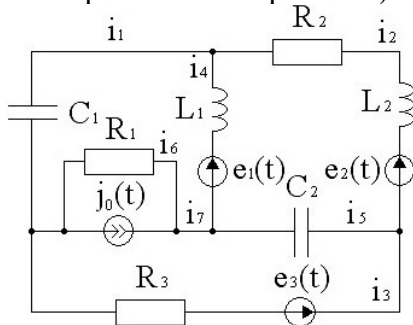 i₁
R₂
i₂
i₄
C₁
L₁
L₂
R₁
i₆
e₁(t)
C₂
e₂(t)
j₀(t)
i₇
i₅
e₃(t)
R₃
i₃